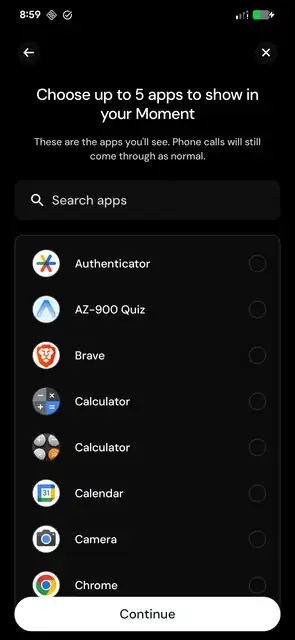 8:59
Choose up to 5 apps to show in
your Moment
These are the apps you'll see. Phone calls will still
come through as normal.
Search apps
Authenticator
AZ-900 Quiz
Brave
Calculator
Calculator
31
Calendar
Camera
Chrome
Continue